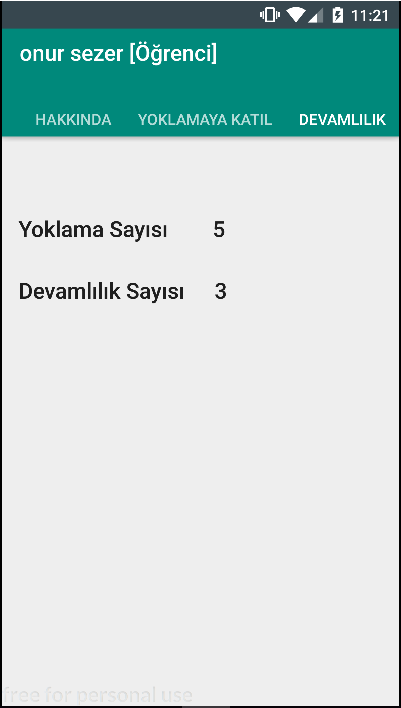 11:21
onur sezer [Öğrenci]
HAKKINDA YOKLAMAYA KATIL DEVAMLILIK
Yoklama Sayısı 5
Devamlılık Sayısı 3
free for personal use